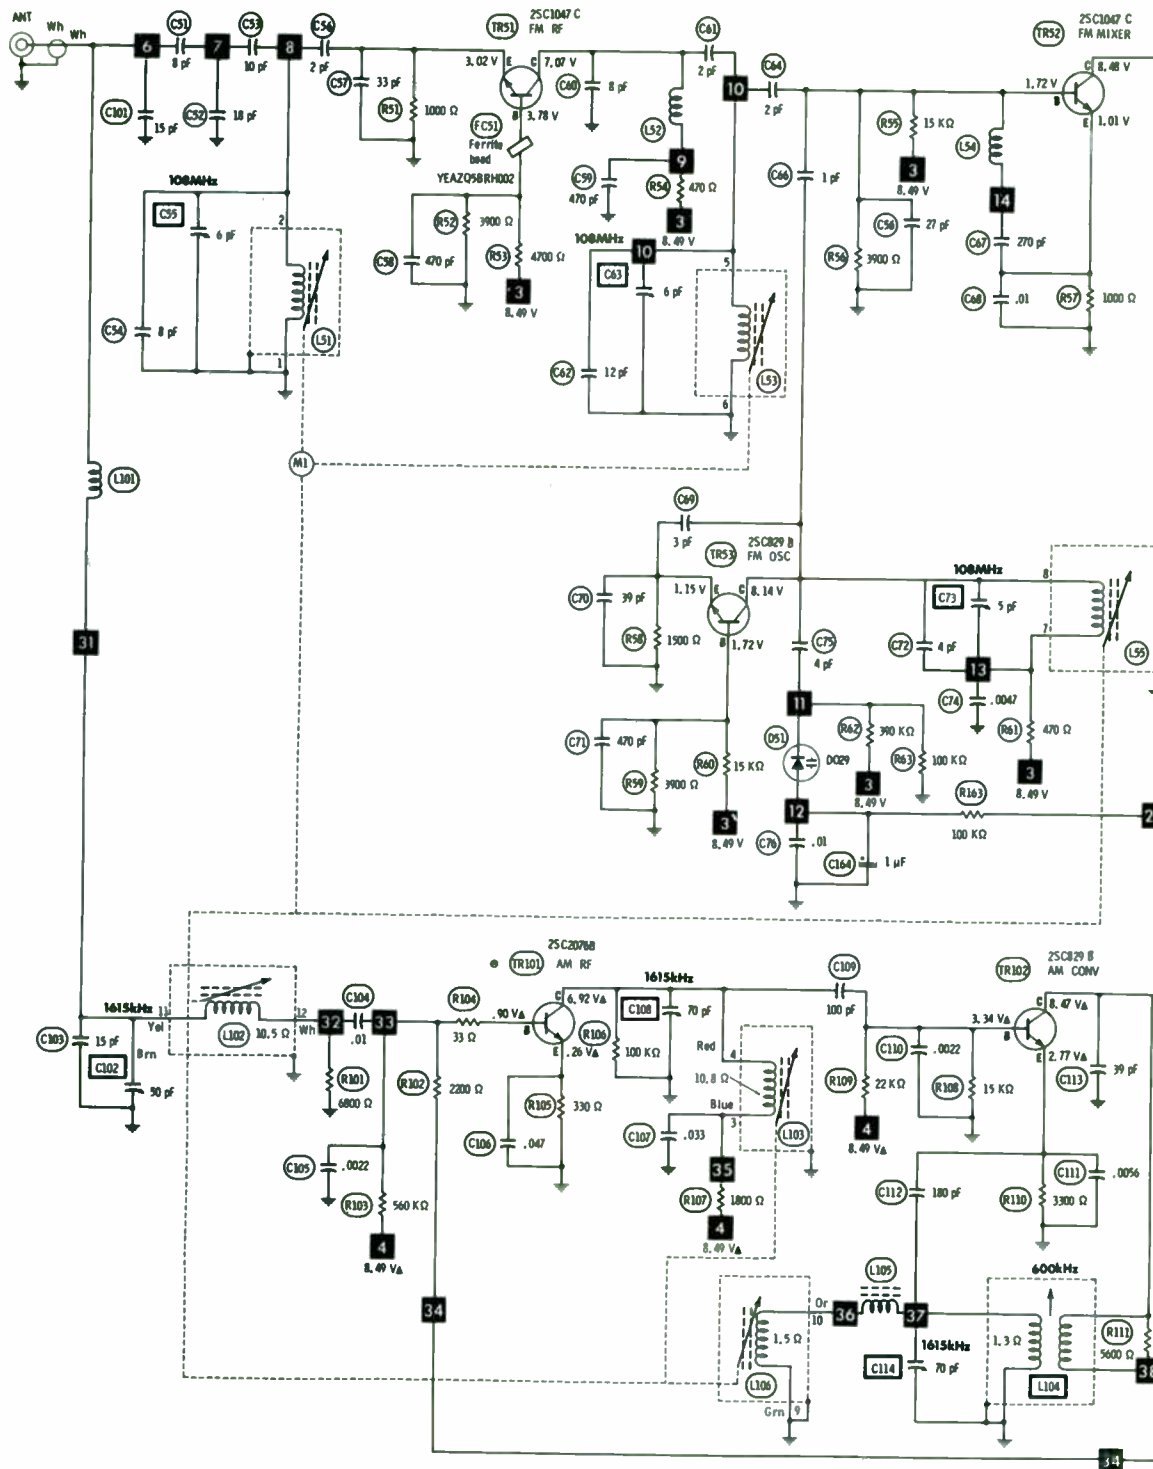 ANT
Wh
Wh
C51
8 pF
C53
10 pF
C56
2 pF
6
7
8
C101
15 pF
C52
18 pF
C57
33 pF
R51
1000 Ω
TR51
2SC1047 C
FM RF
3.02 V
E
C
7.07 V
B
3.78 V
FC51
Ferrite
bead
YEAZQ5BRH002
C60
8 pF
C61
2 pF
L52
9
C59
470 pF
R54
470 Ω
3
8.49 V
10
C64
2 pF
C66
1 pF
R55
15 KΩ
3
8.49 V
TR52
2SC1047 C
FM MIXER
1.72 V
B
C
8.48 V
E
1.01 V
L54
14
C67
270 pF
C68
.01
R57
1000 Ω
R56
3900 Ω
C58
27 pF
108MHz
C55
6 pF
C54
8 pF
2
1
L51
R52
3900 Ω
C58
470 pF
R53
4700 Ω
3
8.49 V
108MHz
10
C63
6 pF
C62
12 pF
5
6
L53
M1
L101
31
C69
3 pF
TR53
2SC829 B
FM OSC
1.15 V
E
C
8.14 V
B
1.72 V
C70
39 pF
R58
1500 Ω
C71
470 pF
R59
3900 Ω
R60
15 KΩ
3
8.49 V
C75
4 pF
11
D51
DO29
12
C76
.01
C164
1 µF
R62
390 KΩ
3
8.49 V
R63
100 KΩ
108MHz
C73
5 pF
C72
4 pF
13
C74
.0047
R61
470 Ω
3
8.49 V
8
7
L55
R163
100 KΩ
2
1615kHz
11
Yel
C103
15 pF
C102
Brn
50 pF
L102
10.5 Ω
12
Wh
32
C104
.01
33
R101
6800 Ω
C105
.0022
R103
560 KΩ
4
8.49 V▲
R102
2200 Ω
R104
33 Ω
TR101
2SC2076B
AM RF
.90 V▲
B
C
6.92 V▲
E
.26 V▲
R106
100 KΩ
C106
.047
R105
330 Ω
1615kHz
C108
70 pF
Red
4
10.8 Ω
Blue
3
L103
C107
.033
35
R107
1800 Ω
4
8.49 V▲
C109
100 pF
R109
22 KΩ
4
8.49 V▲
C110
.0022
R108
15 KΩ
TR102
2SC829 B
AM CONV
3.34 V▲
B
C
8.47 V▲
E
2.77 V▲
C113
39 pF
C112
180 pF
R110
3300 Ω
C111
.0056
34
L105
Or
10
36
37
1.5 Ω
L106
Grn
9
1615kHz
C114
70 pF
600kHz
1.3 Ω
L104
R111
5600 Ω
38
34